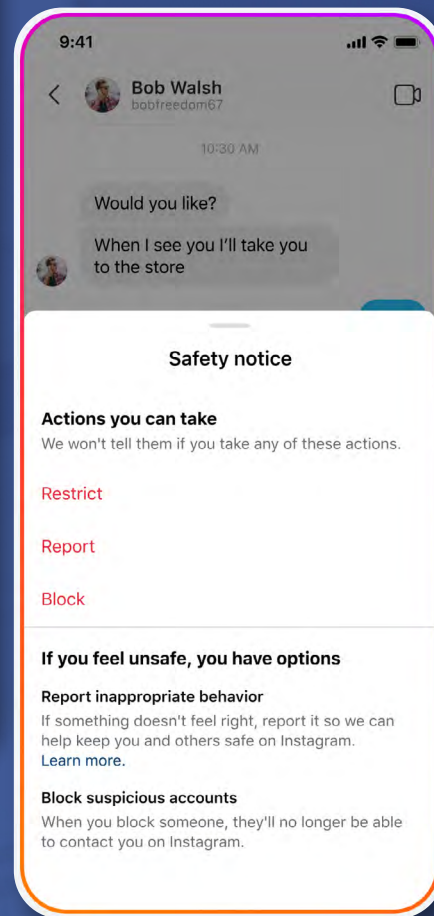 9:41
Bob Walsh
bobfreedom67
10:30 AM
Would you like?
When I see you I'll take you
to the store
Safety notice
Actions you can take
We won't tell them if you take any of these actions.
Restrict
Report
Block
If you feel unsafe, you have options
Report inappropriate behavior
If something doesn't feel right, report it so we can
help keep you and others safe on Instagram.
Learn more.
Block suspicious accounts
When you block someone, they'll no longer be able
to contact you on Instagram.